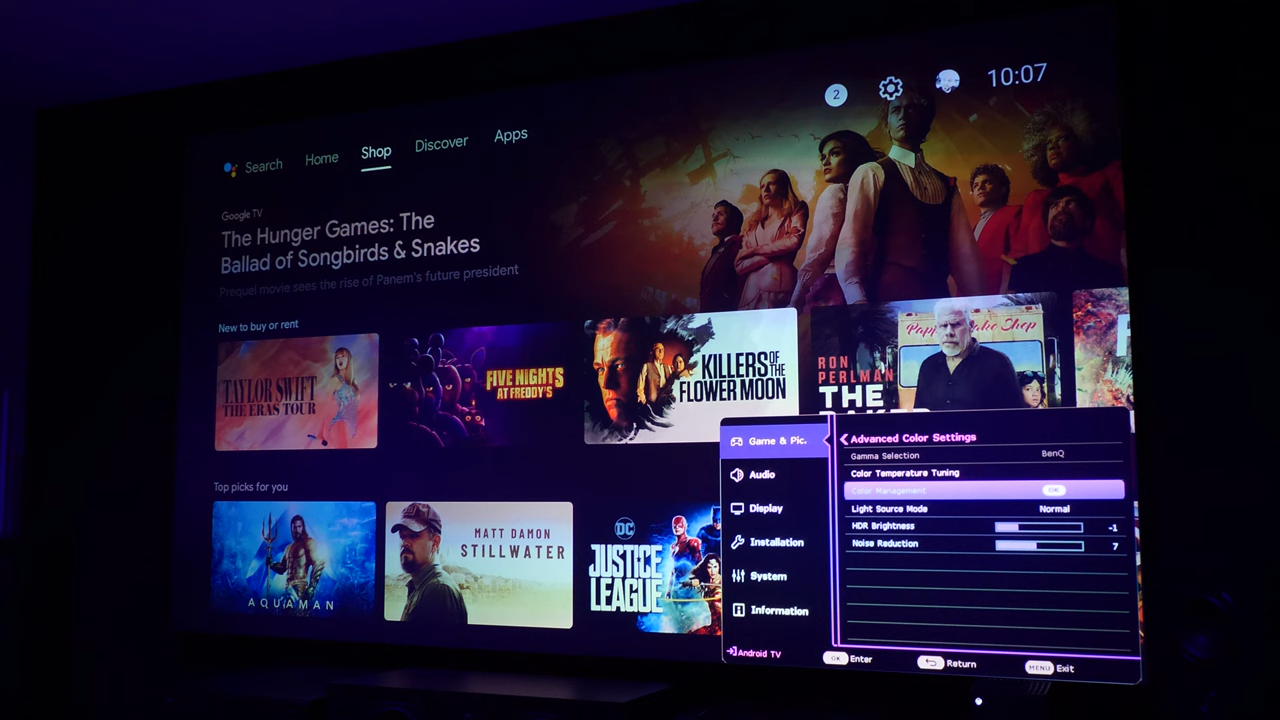 2
10:07
Search
Home
Shop
Discover
Apps
Google TV
The Hunger Games: The
Ballad of Songbirds & Snakes
Prequel movie sees the rise of Panem's future president
New to buy or rent
TAYLOR SWIFT
THE ERAS TOUR
FIVE NIGHTS
AT FREDDY'S
KILLERS OF THE
FLOWER MOON
RON
PERLMAN
THE
Top picks for you
AQUAMAN
MATT DAMON
STILLWATER
DC
JUSTICE
LEAGUE
Game & Pic.
Audio
Display
Installation
System
Information
Android TV
Advanced Color Settings
Gamma Selection BenQ
Color Temperature Tuning
Color Management OK
Light Source Mode Normal
HDR Brightness -1
Noise Reduction 7
OK Enter
Return
MENU Exit